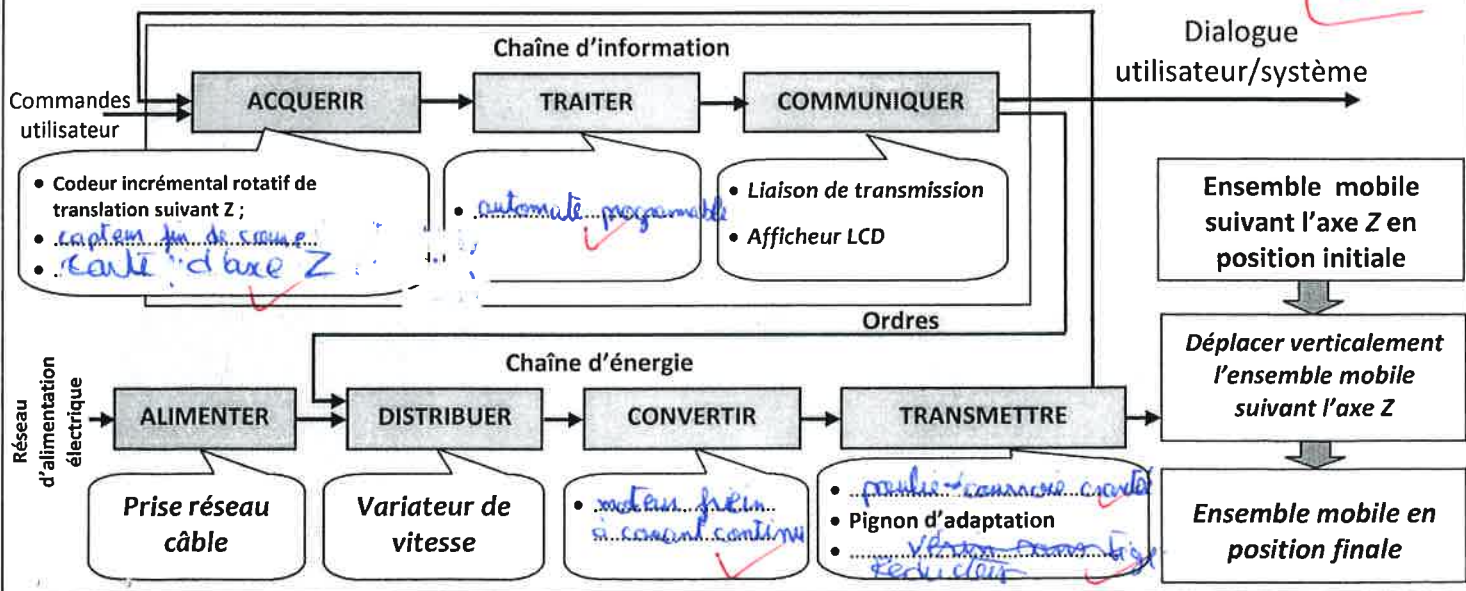 Chaîne d'information
Dialogue
utilisateur/système
Commandes
utilisateur
ACQUERIR
TRAITER
COMMUNIQUER
• Codeur incrémental rotatif de
translation suivant Z ;
• capteur fin de course
• carte d'axe Z
• automate programmable
• Liaison de transmission
• Afficheur LCD
Ensemble mobile
suivant l'axe Z en
position initiale
Ordres
Chaîne d'énergie
Déplacer verticalement
l'ensemble mobile
suivant l'axe Z
Réseau
d'alimentation
électrique
ALIMENTER
DISTRIBUER
CONVERTIR
TRANSMETTRE
Prise réseau
câble
Variateur de
vitesse
• moteur frein
à courant continu
• poulie + courroie
• Pignon d'adaptation
• tige
Reducteur
Ensemble mobile en
position finale